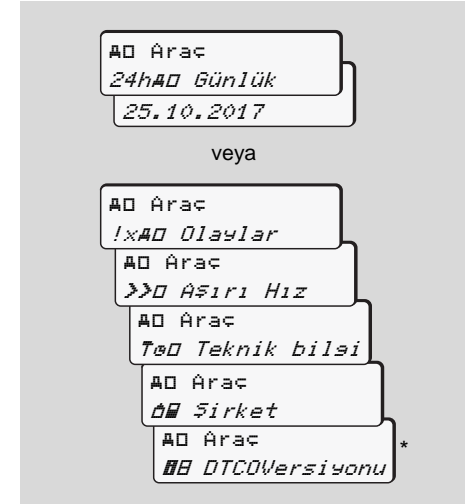 Araç
24h Günlük
25.10.2017
veya
Araç
!x Olaylar
Araç
>> Aşırı Hız
Araç
Teknik bilgi
Araç
Şirket
Araç
DTCOVersiyonu
*